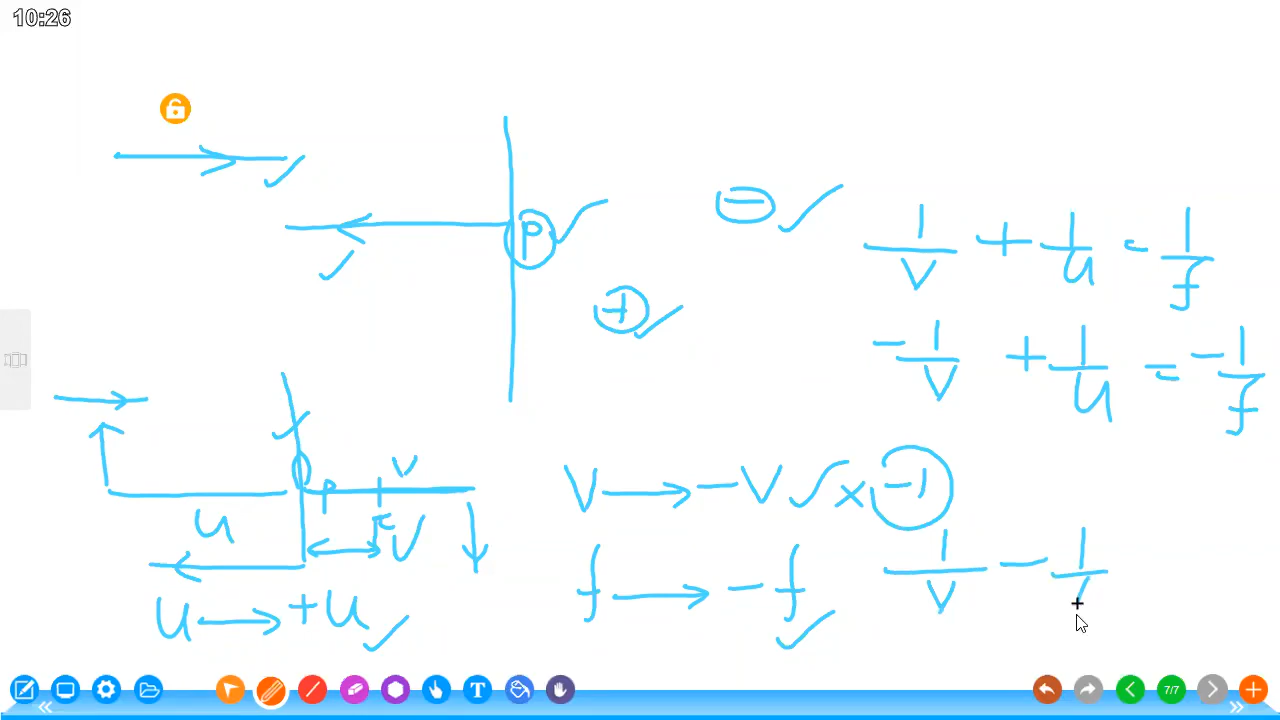 10:26
P
−
+
1/v + 1/u = 1/f
−1/v + 1/u = −1/f
P
v
u
F
V
u → +u
V → −V × −1
f → −f
1/v − 1/
7/7
T